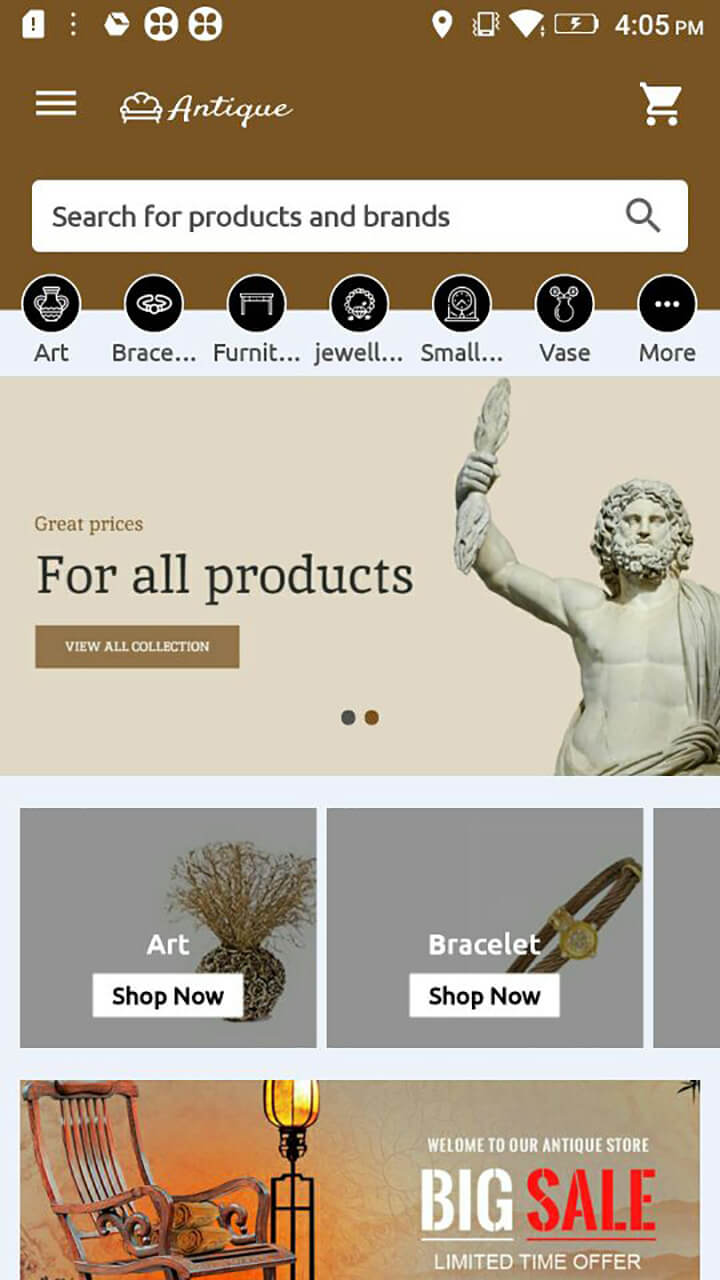 4:05 PM
Antique
Search for products and brands
Art
Brace...
Furnit...
jewell...
Small...
Vase
More
Great prices
For all products
VIEW ALL COLLECTION
Art
Shop Now
Bracelet
Shop Now
WELOME TO OUR ANTIQUE STORE
BIG SALE
LIMITED TIME OFFER